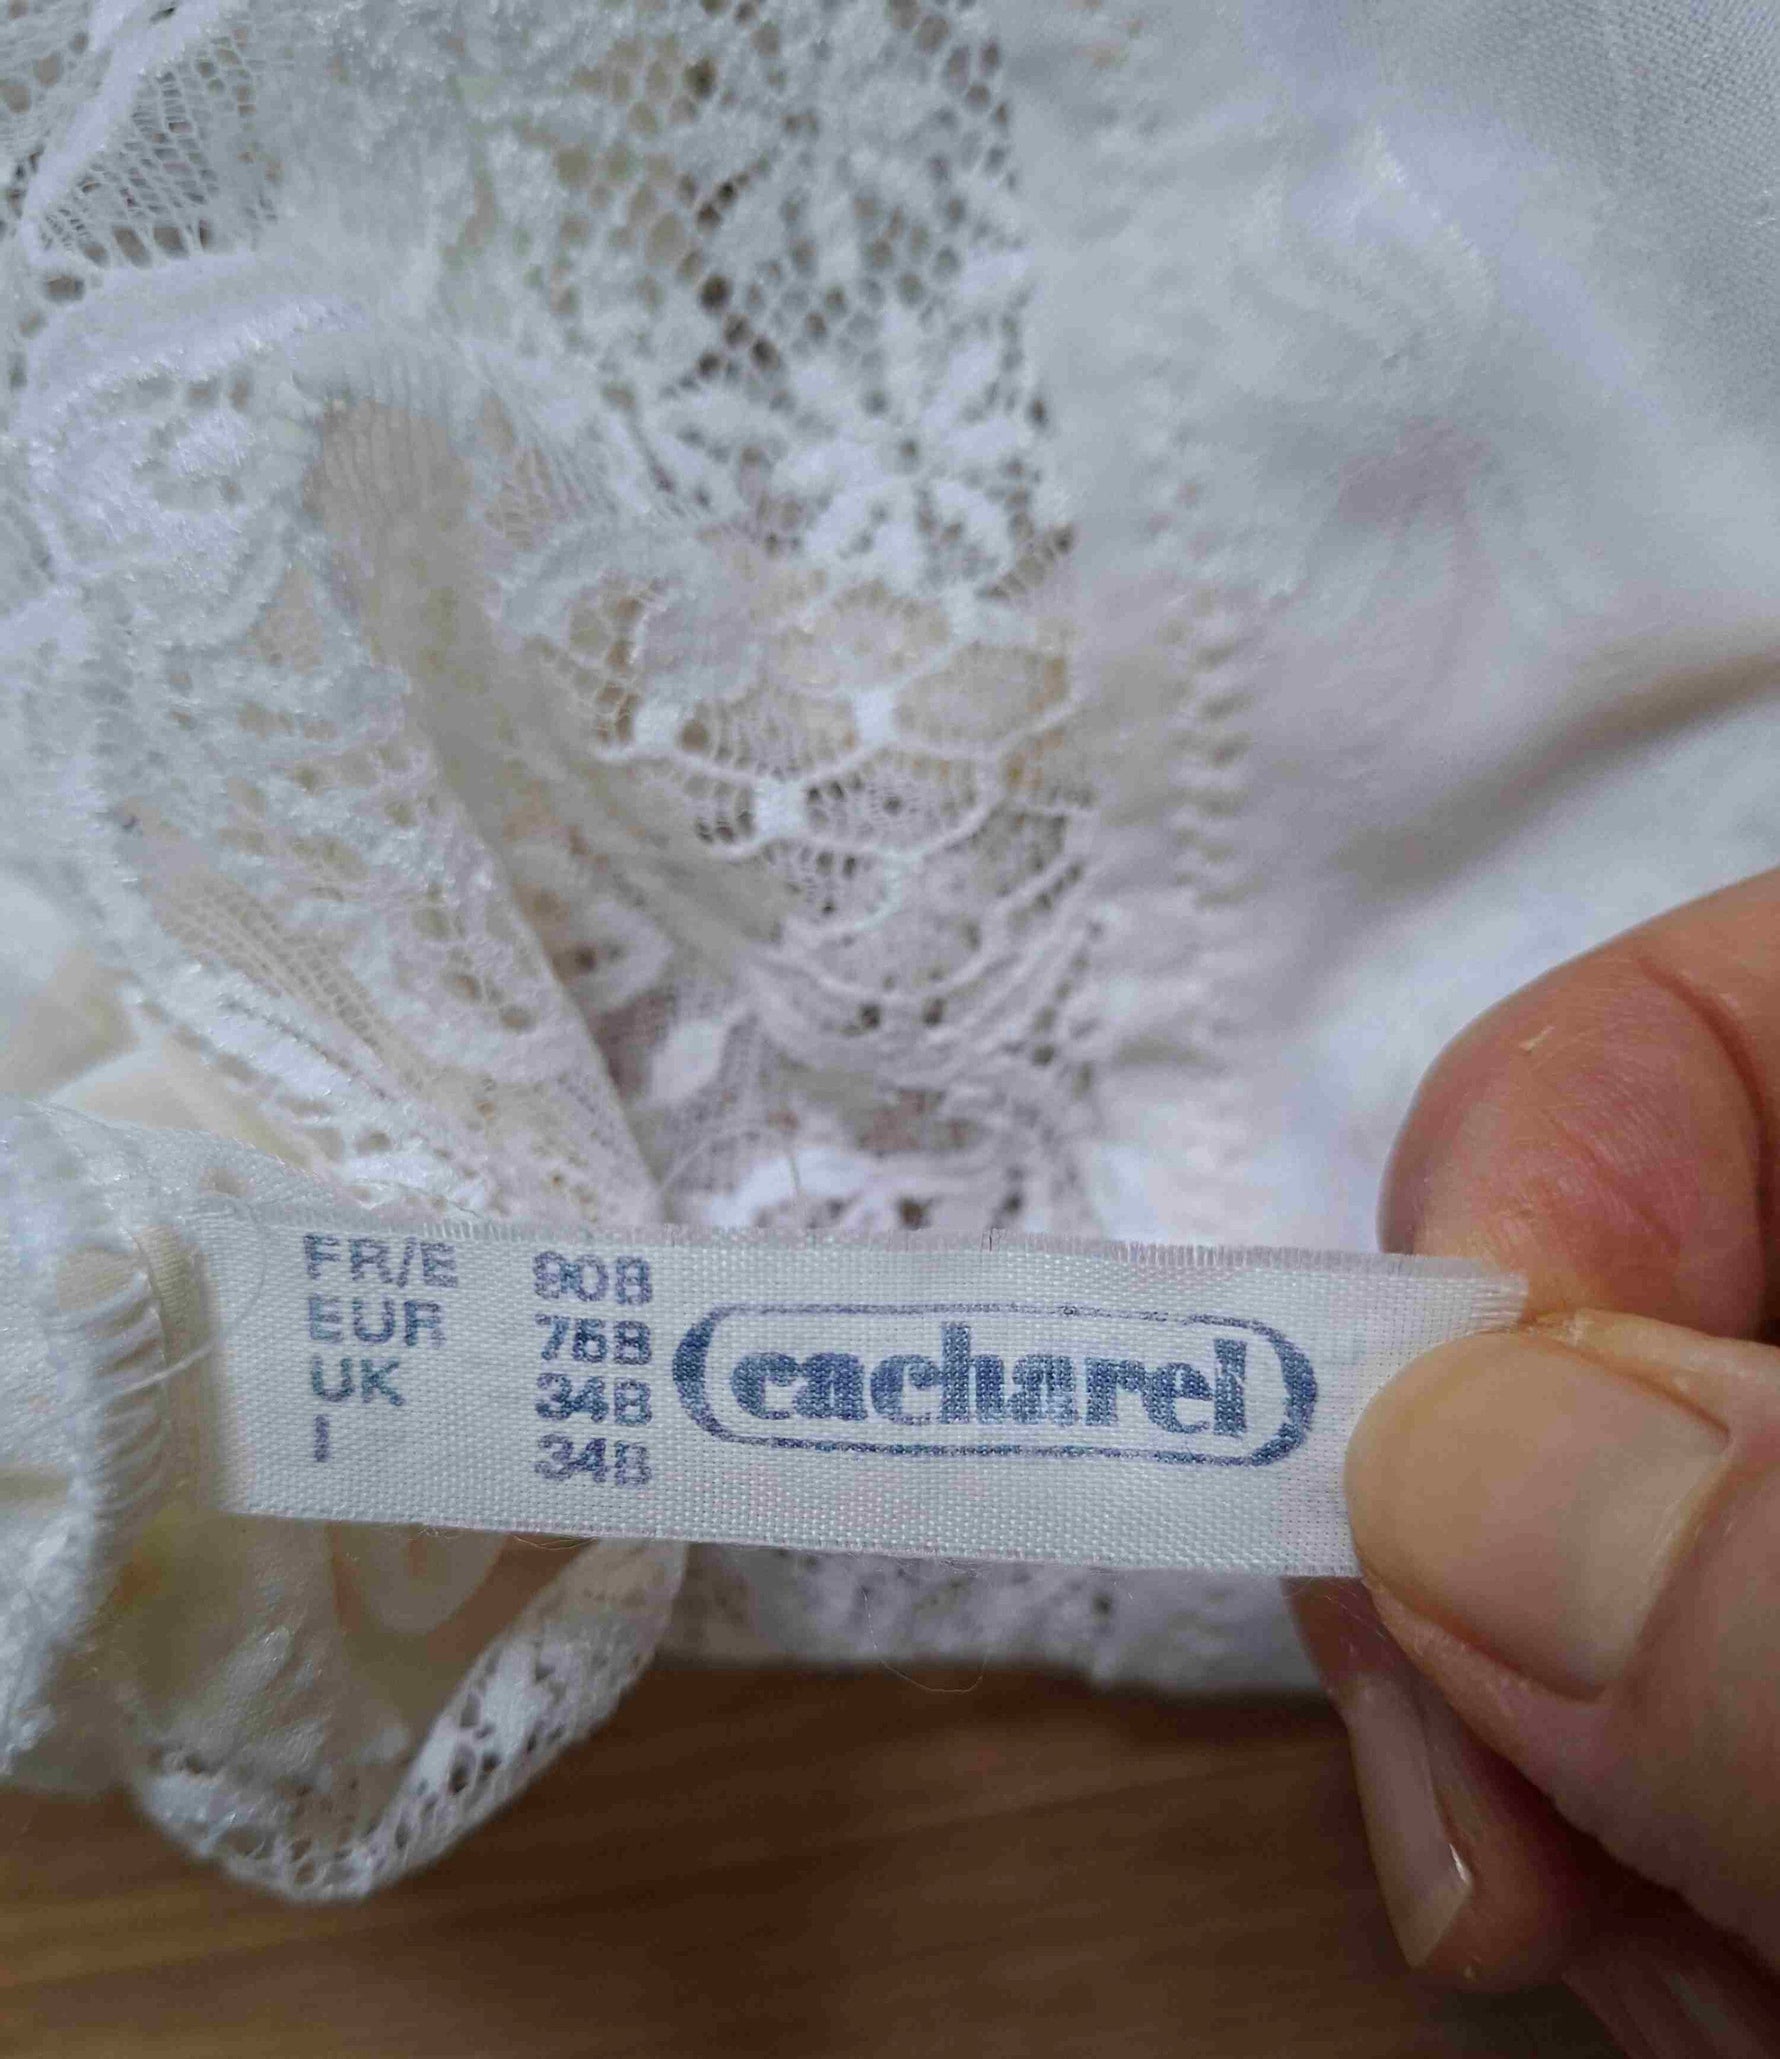 FR/E 90B
EUR 75B
UK 34B
I 34B
cacharel